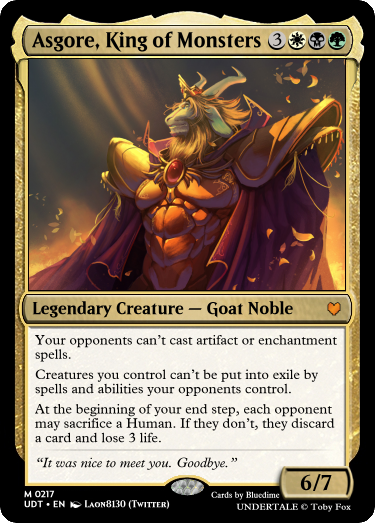 Asgore, King of Monsters 3
Legendary Creature — Goat Noble
Your opponents can't cast artifact or enchantment
spells.
Creatures you control can't be put into exile by
spells and abilities your opponents control.
At the beginning of your end step, each opponent
may sacrifice a Human. If they don't, they discard
a card and lose 3 life.
"It was nice to meet you. Goodbye."
6/7
M 0217
UDT • EN Laon8130 (Twitter)
Cards by Bluedime
UNDERTALE © Toby Fox